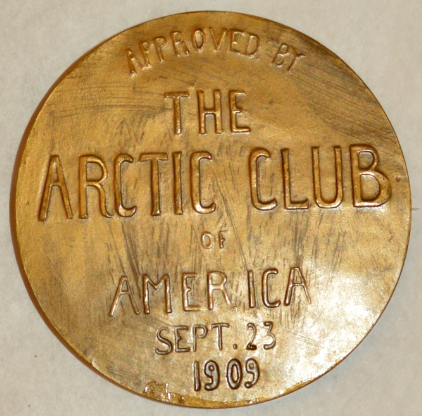 APPROVED BY
THE
ARCTIC CLUB
OF
AMERICA
SEPT. 23
1909